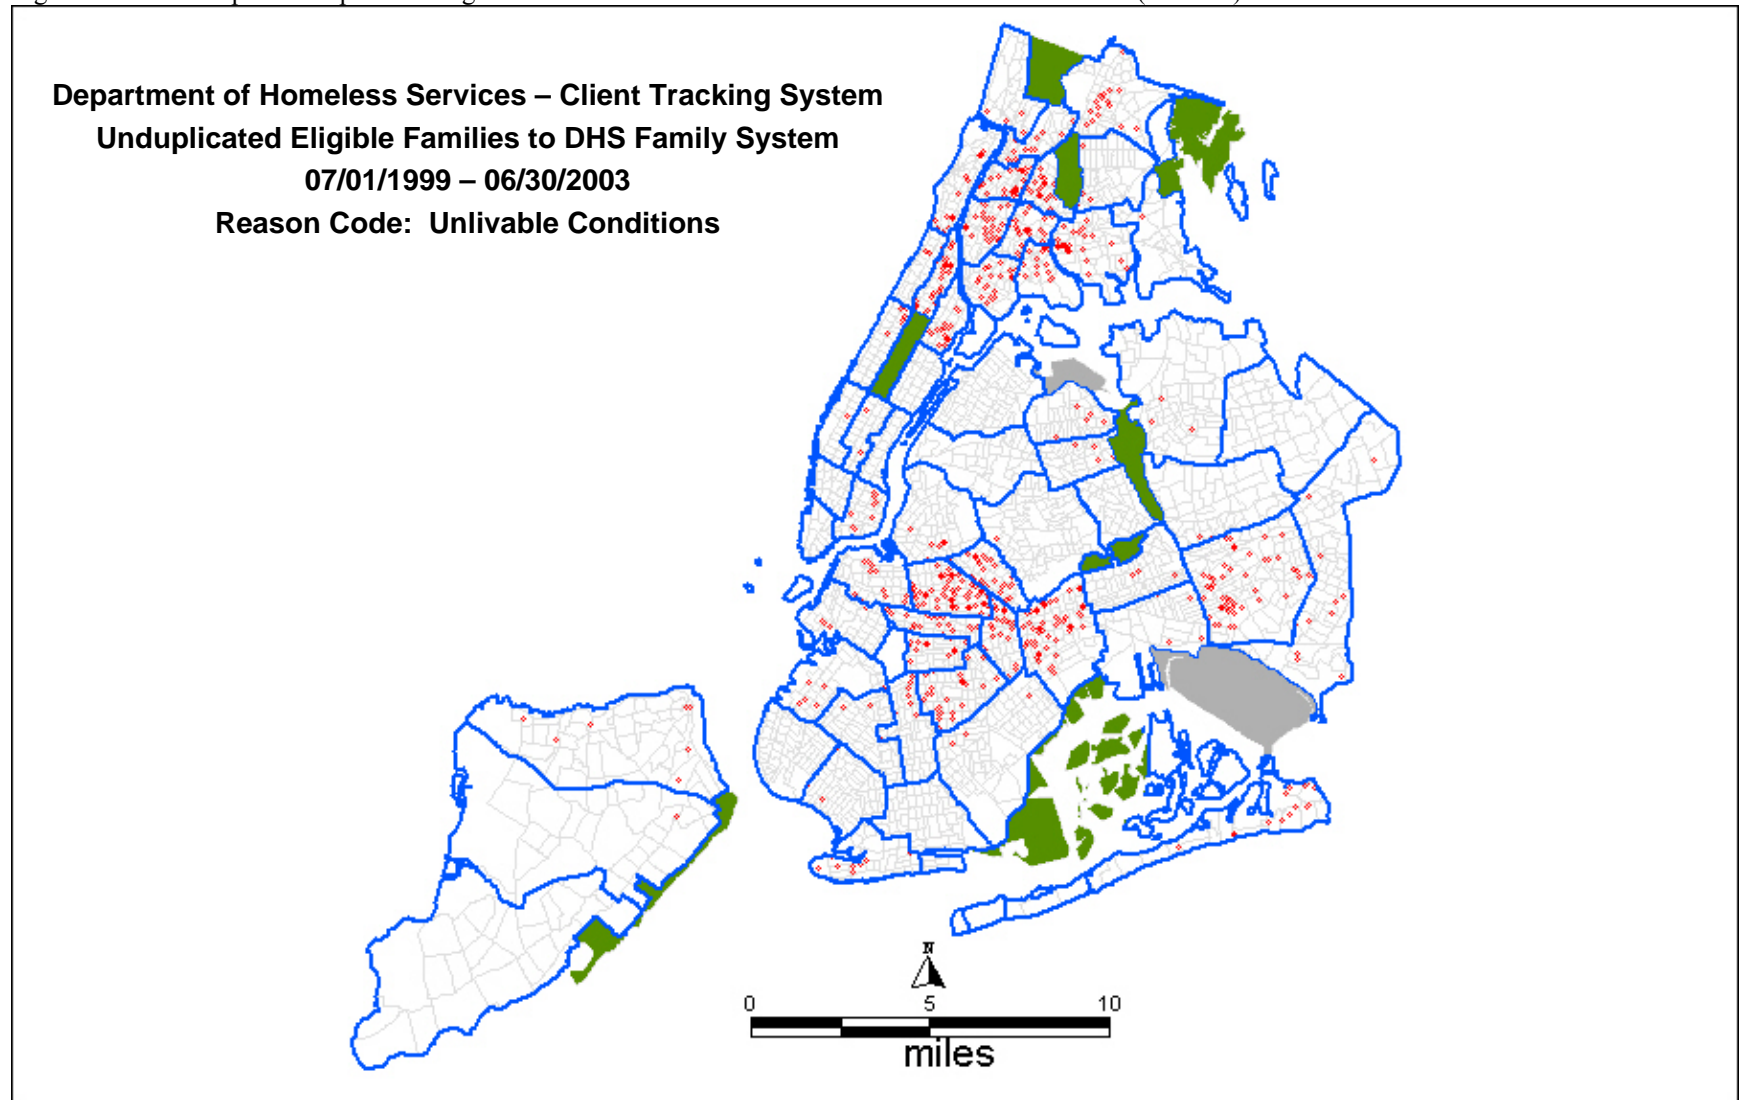 Department of Homeless Services – Client Tracking System
Unduplicated Eligible Families to DHS Family System
07/01/1999 – 06/30/2003
Reason Code:  Unlivable Conditions
N
0 5 10
miles